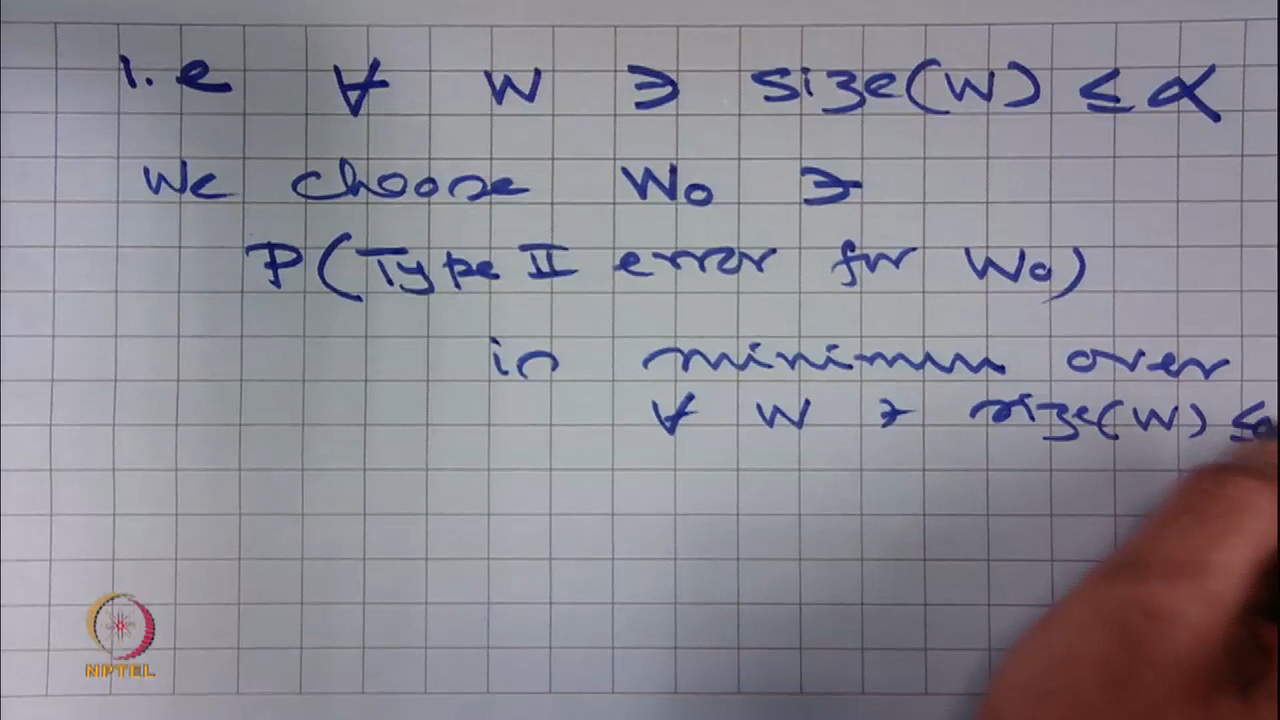 i.e ∀ W ∋ size(W) ≤ α
We choose W₀ ∋
P(Type II error for W₀)
is minimum over
∀ W ∋ size(W) ≤ α
NPTEL